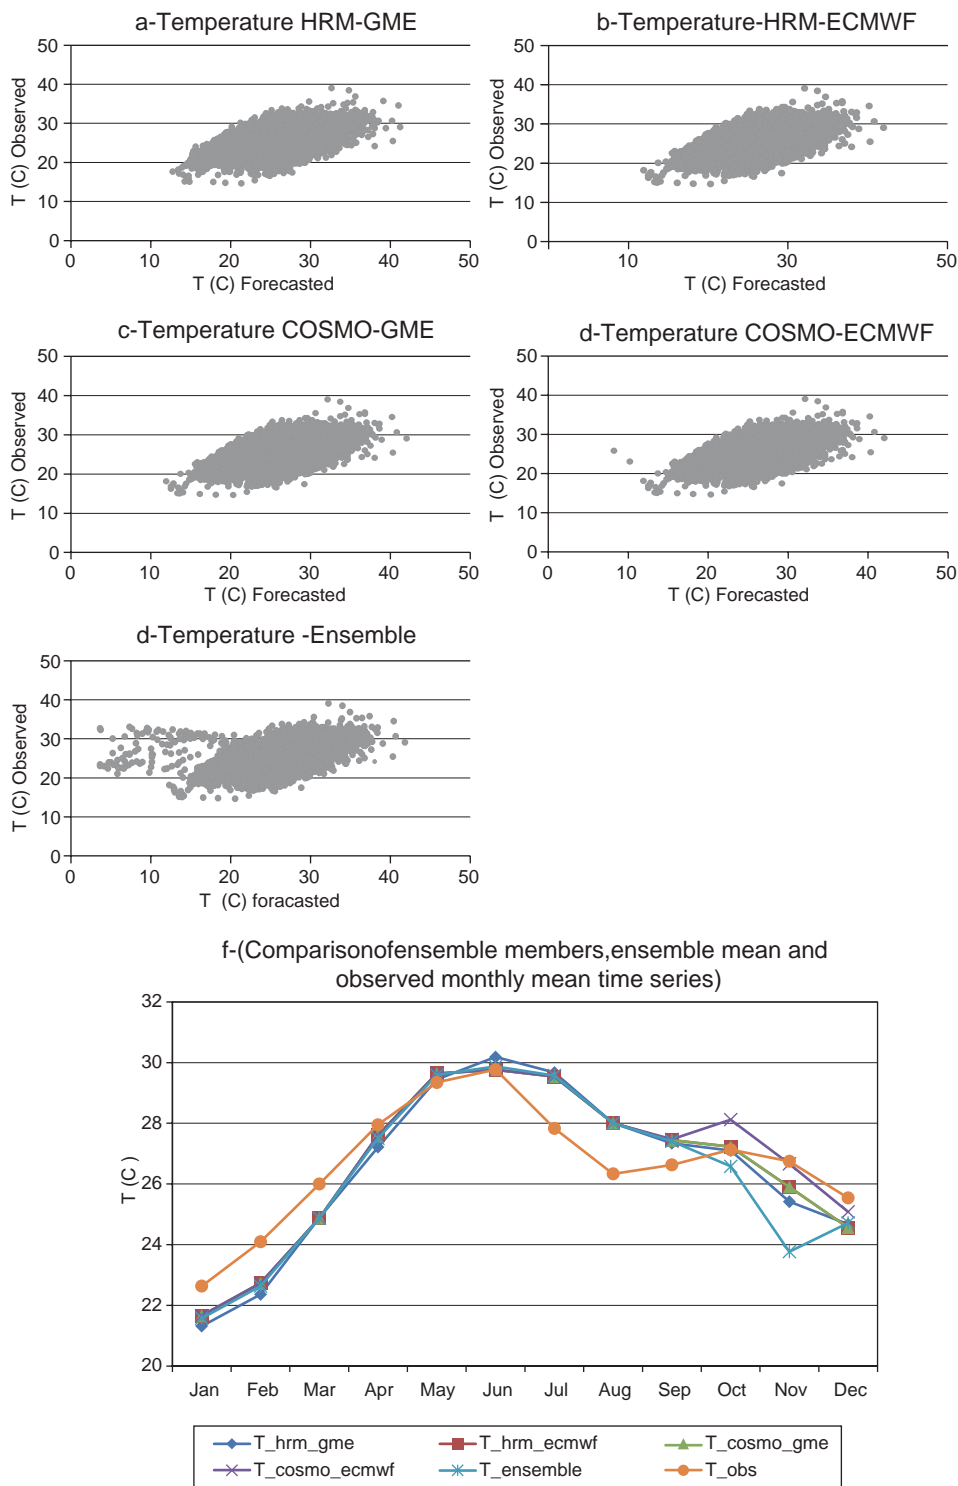 a-Temperature HRM-GME
50
40
30
20
10
0
T (C) Observed
0 10 20 30 40 50
T (C) Forecasted
b-Temperature-HRM-ECMWF
50
40
30
20
10
0
T (C) Observed
10 20 30 40 50
T (C) Forecasted
c-Temperature COSMO-GME
50
40
30
20
10
0
T (C) Observed
0 10 20 30 40 50
T (C) Forecasted
d-Temperature COSMO-ECMWF
50
40
30
20
10
0
T (C) Observed
0 10 20 30 40 50
T (C) Forecasted
d-Temperature -Ensemble
50
40
30
20
10
0
T (C) Observed
0 10 20 30 40 50
T (C) foracasted
f-(Comparisonofensemble members,ensemble mean and
observed monthly mean time series)
32
30
28
26
24
22
20
T (C )
Jan Feb Mar Apr May Jun Jul Aug Sep Oct Nov Dec
T_hrm_gme T_hrm_ecmwf T_cosmo_gme
T_cosmo_ecmwf T_ensemble T_obs